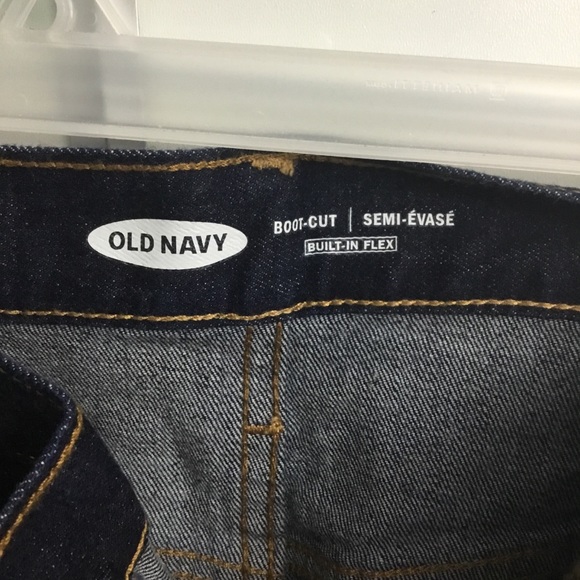 OLD NAVY
BOOT-CUT | SEMI-ÉVASÉ
BUILT-IN FLEX